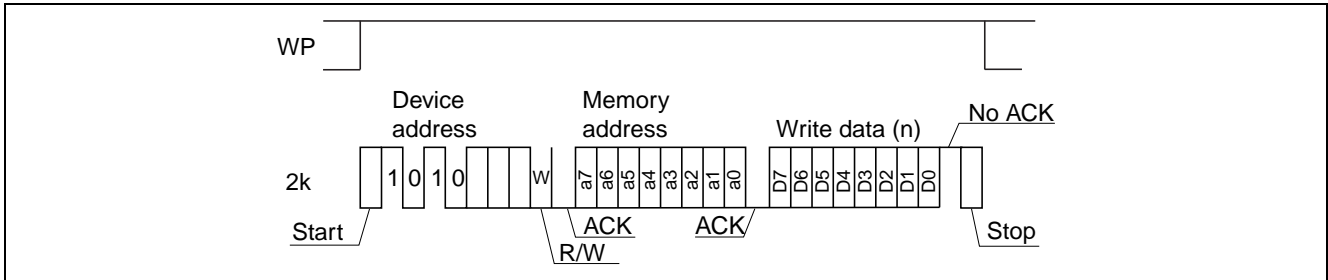 WP
Device address
Memory address
Write data (n)
No ACK
2k
1 0 1 0
W
a7 a6 a5 a4 a3 a2 a1 a0
D7 D6 D5 D4 D3 D2 D1 D0
Start
ACK
R/W
ACK
Stop